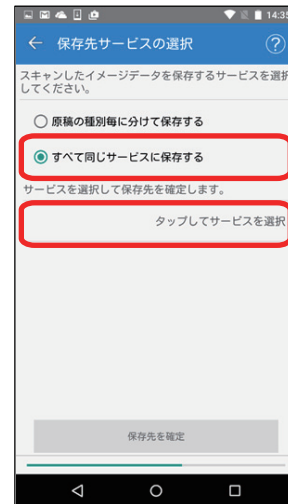 14:35
保存先サービスの選択
スキャンしたイメージデータを保存するサービスを選択
してください。
原稿の種別毎に分けて保存する
すべて同じサービスに保存する
サービスを選択して保存先を確定します。
タップしてサービスを選択
保存先を確定